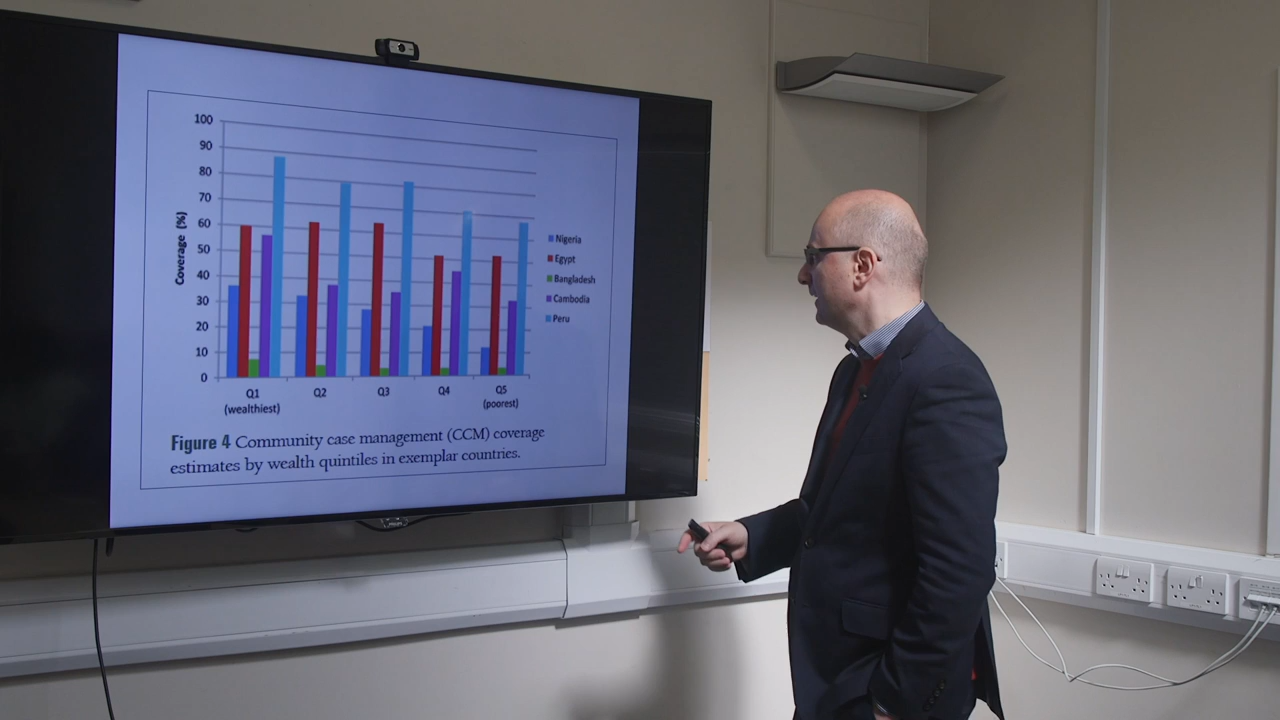 100
90
80
70
60
50
40
30
20
10
0
Coverage (%)
Q1 Q2 Q3 Q4 Q5
(wealthiest) (poorest)
Nigeria
Egypt
Bangladesh
Cambodia
Peru
Figure 4 Community case management (CCM) coverage
estimates by wealth quintiles in exemplar countries.